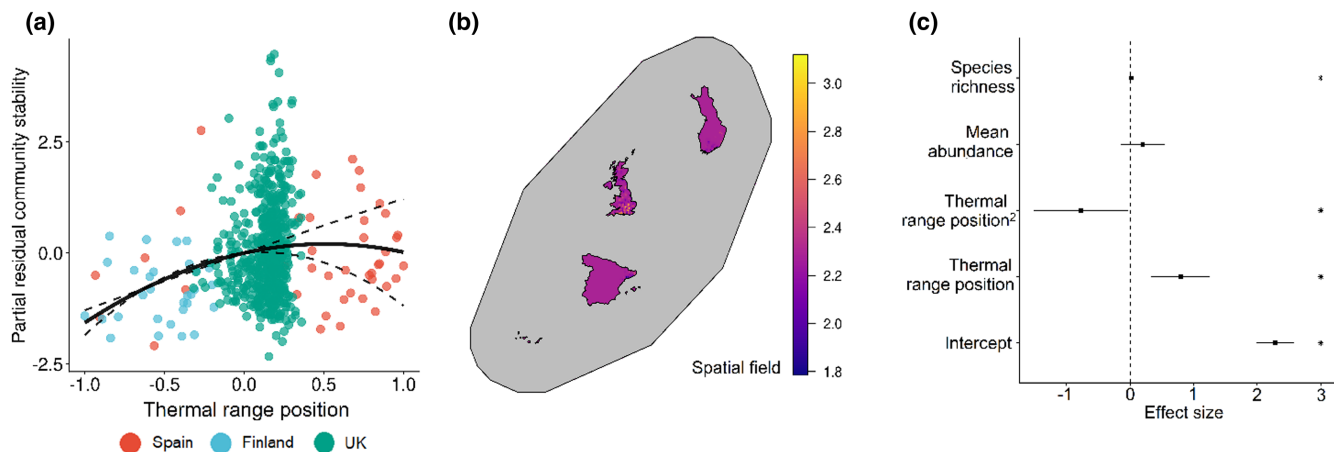 (a)
Partial residual community stability
2.5
0.0
-2.5
-1.0
-0.5
0.0
0.5
1.0
Thermal range position
Spain
Finland
UK
(b)
3.0
2.8
2.6
2.4
2.2
2.0
1.8
Spatial field
(c)
Species
richness
*
Mean
abundance
Thermal
range position2
*
Thermal
range position
*
Intercept
*
-1
0
1
2
3
Effect size